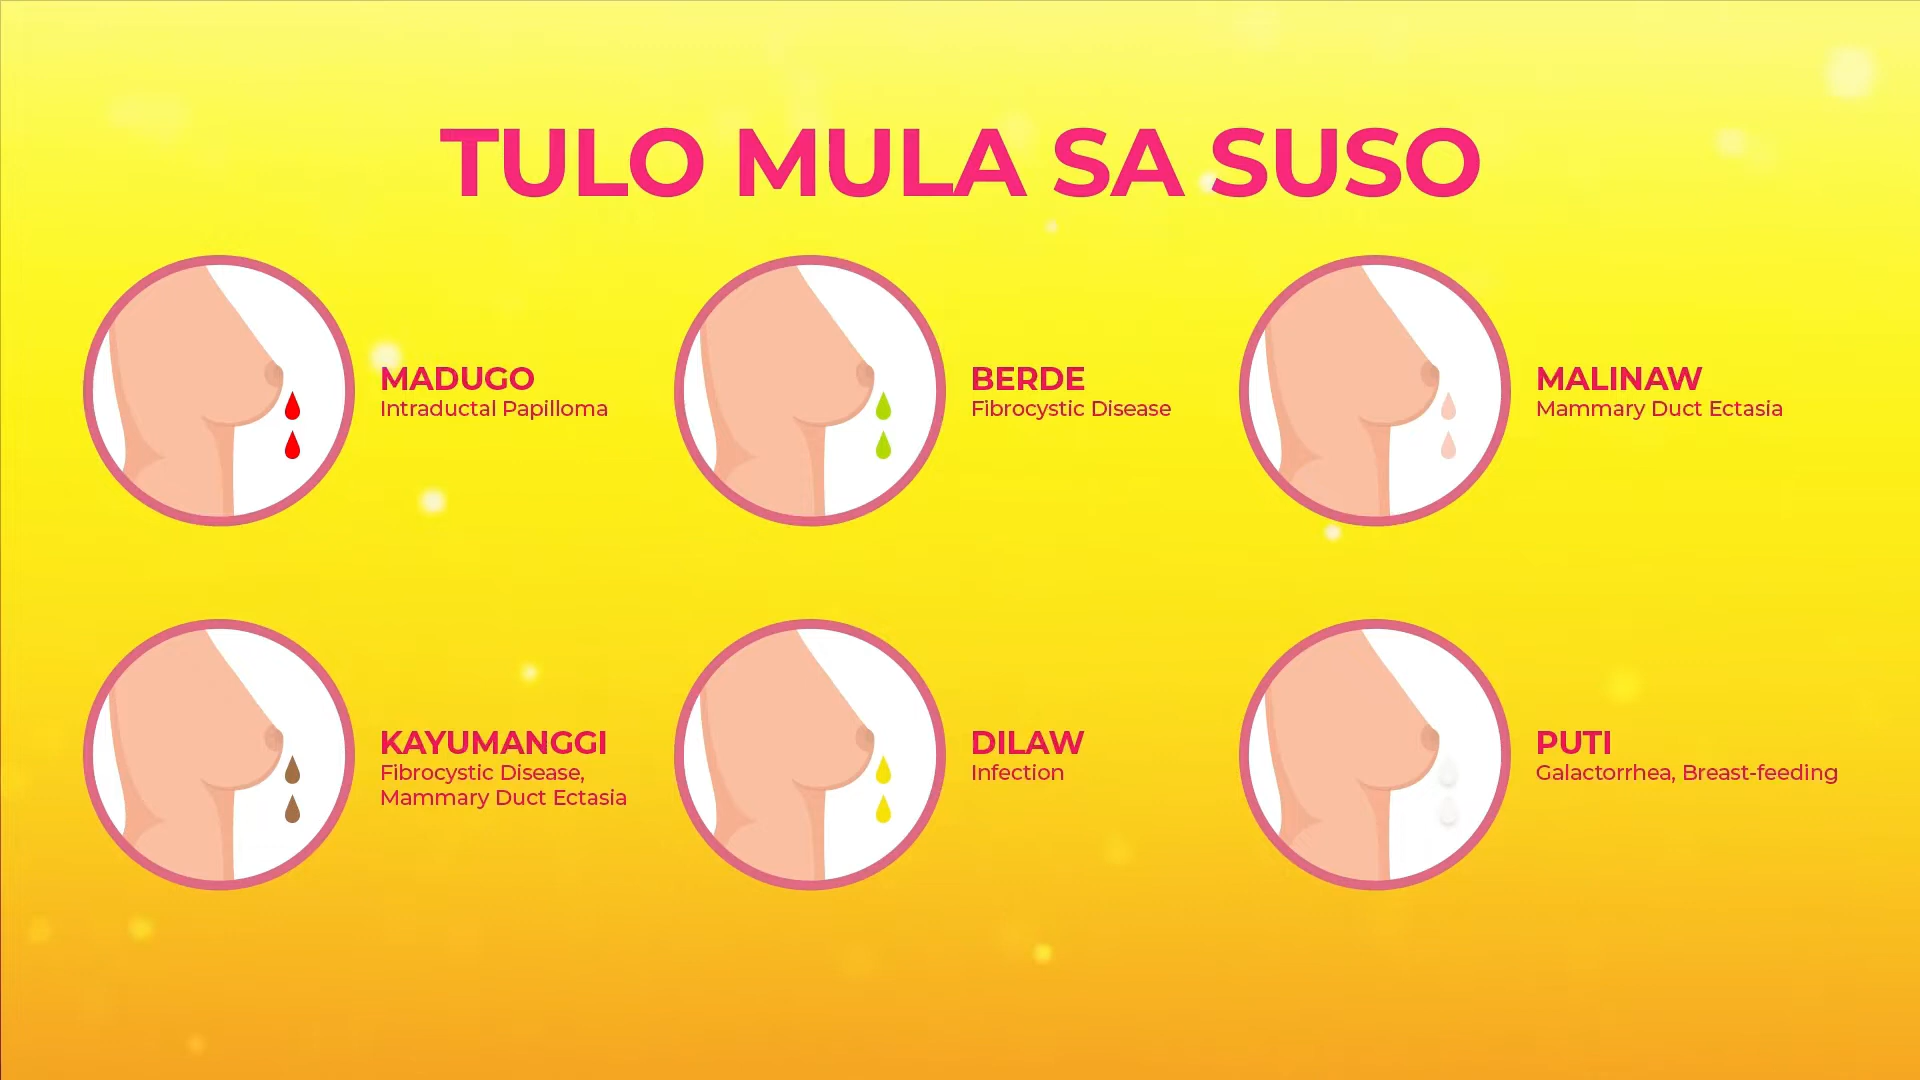 TULO MULA SA SUSO
MADUGO
Intraductal Papilloma
BERDE
Fibrocystic Disease
MALINAW
Mammary Duct Ectasia
KAYUMANGGI
Fibrocystic Disease,
Mammary Duct Ectasia
DILAW
Infection
PUTI
Galactorrhea, Breast-feeding